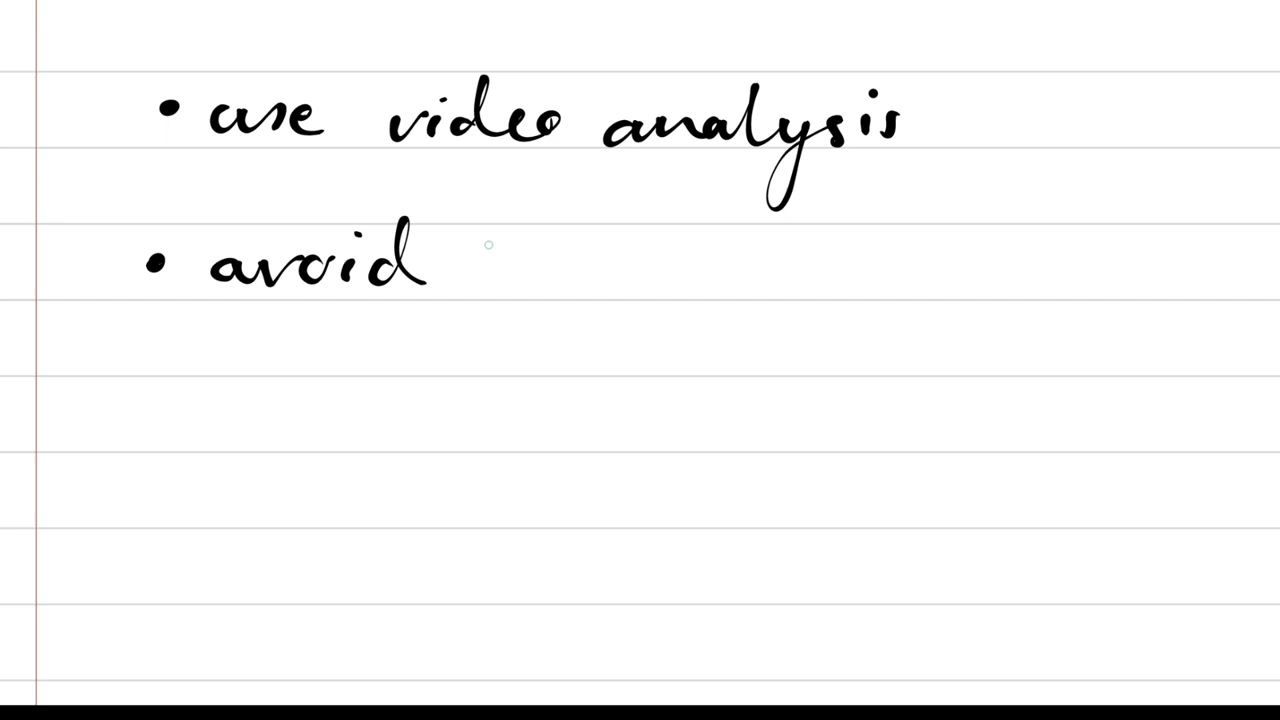 • use video analysis
• avoid